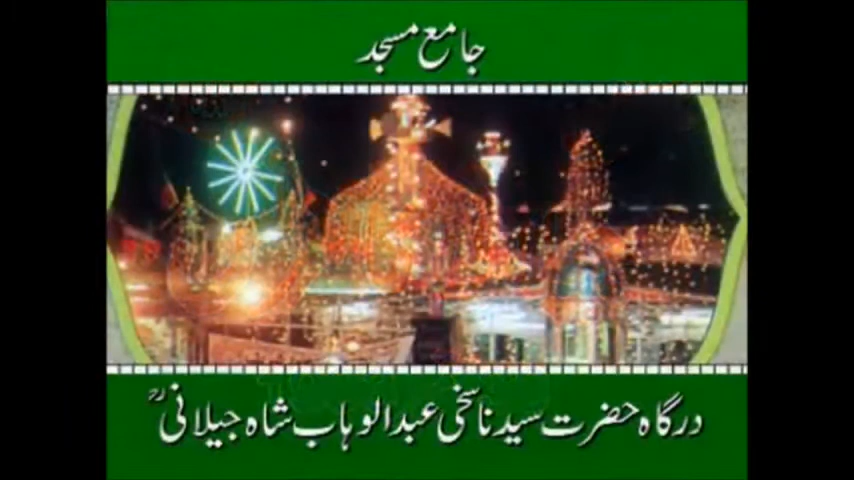 جامع مسجد
درگاہ حضرت سیدنا سخی عبدالوہاب شاہ جیلانیؒ